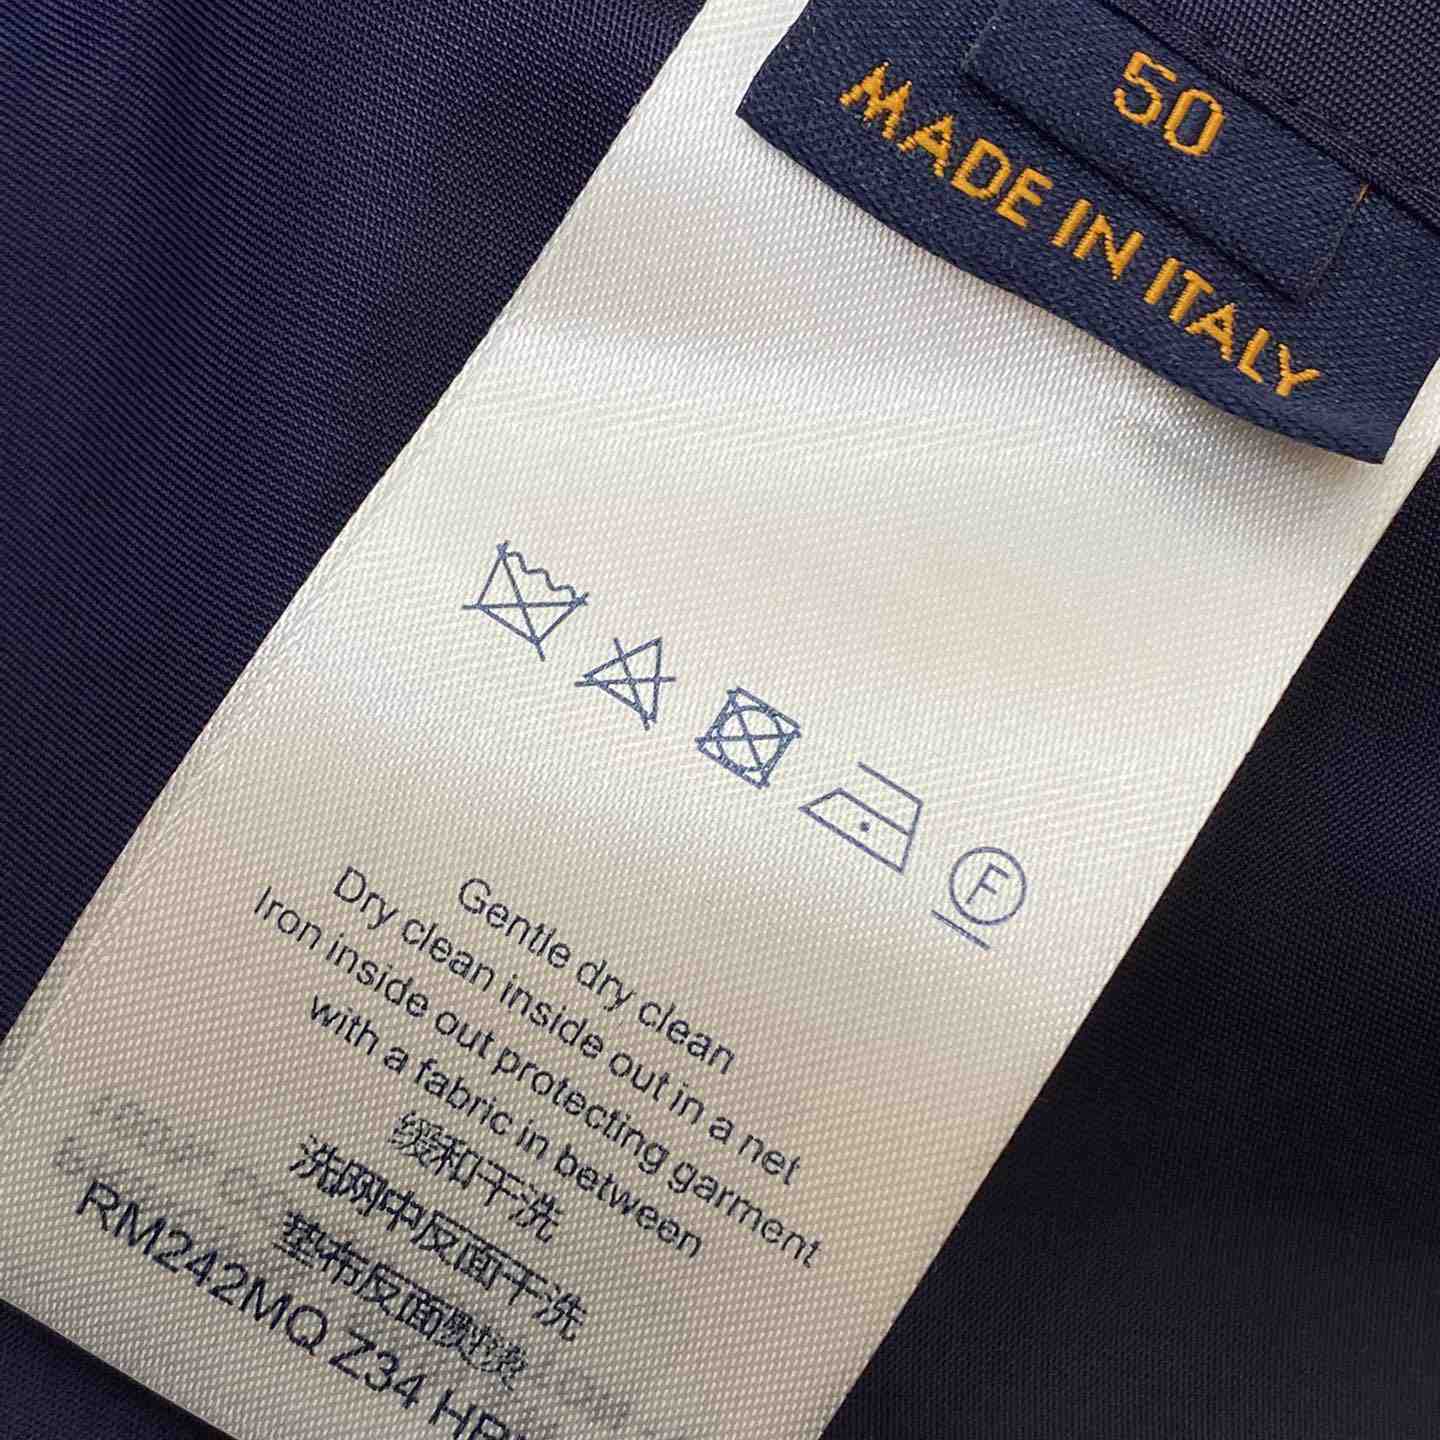 50
MADE IN ITALY
F
Gentle dry clean
Dry clean inside out in a net
Iron inside out protecting garment
with a fabric in between
缓和干洗
洗网中反面干洗
垫布反面熨烫
RM242MQ Z34